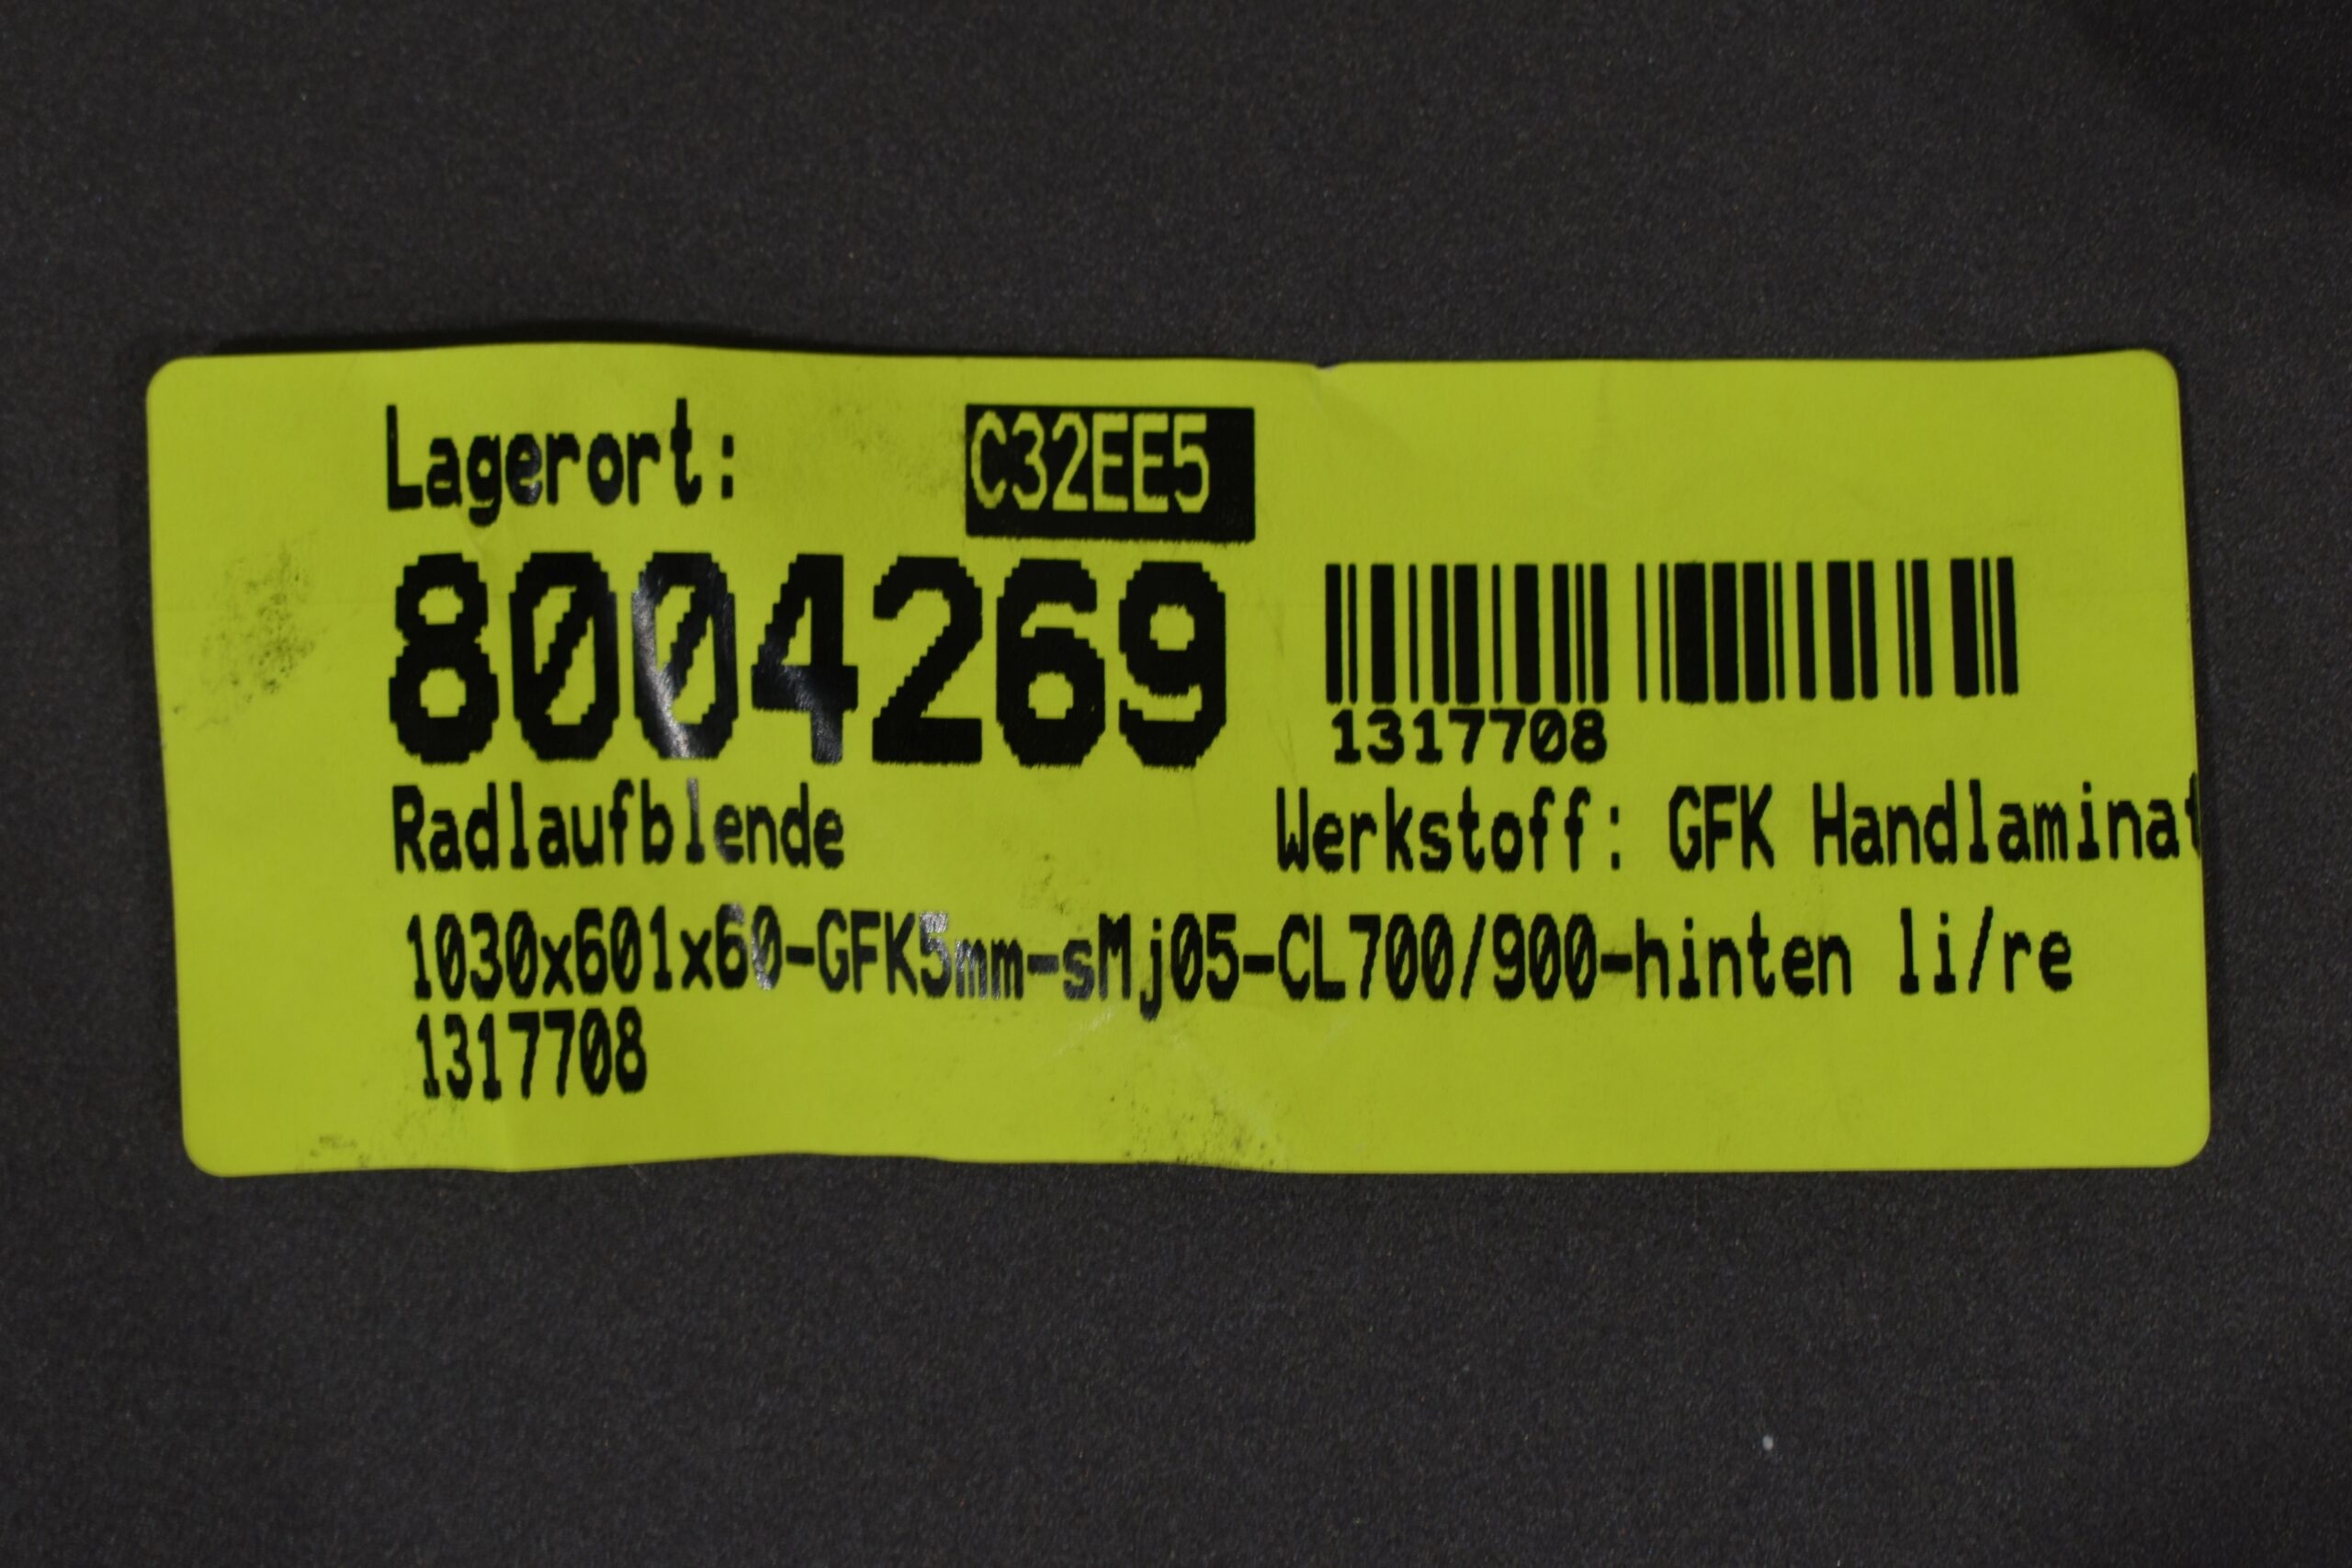 Lagerort: C32EE5
8004269
1317708
Radlaufblende Werkstoff: GFK Handlaminat
1030x601x60-GFK5mm-sMj05-CL700/900-hinten li/re
1317708